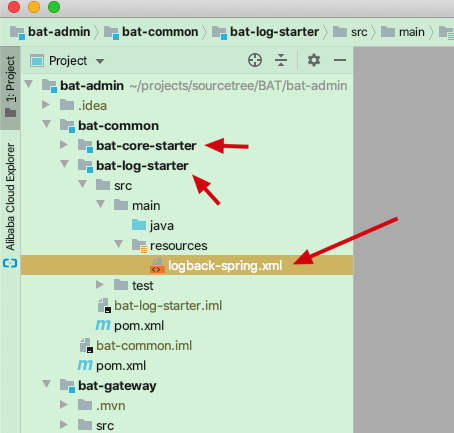 bat-admin bat-common bat-log-starter src main
1: Project
Alibaba Cloud Explorer
Project
bat-admin ~/projects/sourcetree/BAT/bat-admin
.idea
bat-common
bat-core-starter
bat-log-starter
src
main
java
resources
logback-spring.xml
test
bat-log-starter.iml
pom.xml
bat-common.iml
pom.xml
bat-gateway
.mvn
src